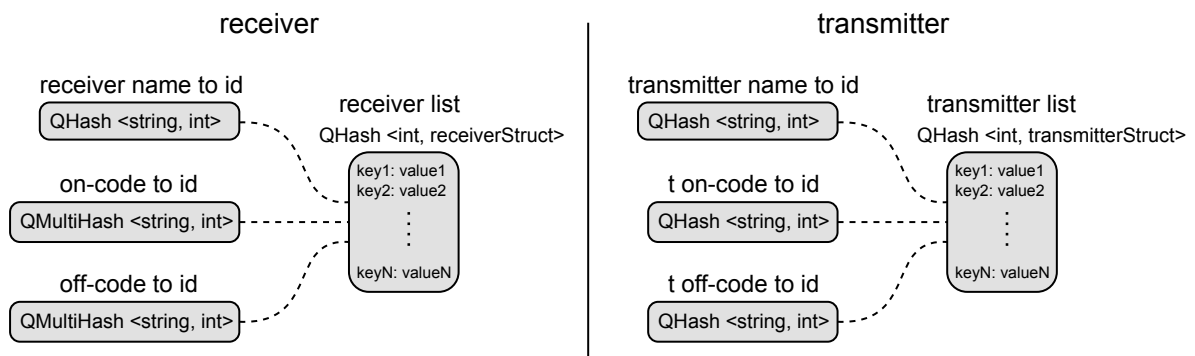 receiver
receiver name to id
QHash <string, int>
on-code to id
QMultiHash <string, int>
off-code to id
QMultiHash <string, int>
receiver list
QHash <int, receiverStruct>
key1: value1
key2: value2
keyN: valueN
transmitter
transmitter name to id
QHash <string, int>
t on-code to id
QHash <string, int>
t off-code to id
QHash <string, int>
transmitter list
QHash <int, transmitterStruct>
key1: value1
key2: value2
keyN: valueN